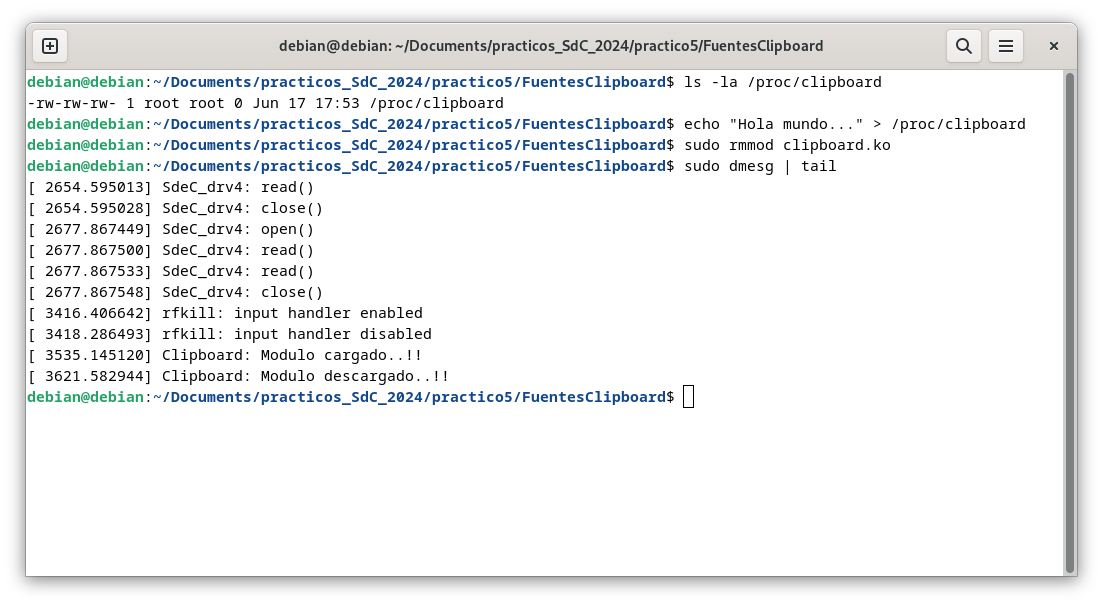 debian@debian: ~/Documents/practicos_SdC_2024/practico5/FuentesClipboard
debian@debian:~/Documents/practicos_SdC_2024/practico5/FuentesClipboard$ ls -la /proc/clipboard
-rw-rw-rw- 1 root root 0 Jun 17 17:53 /proc/clipboard
debian@debian:~/Documents/practicos_SdC_2024/practico5/FuentesClipboard$ echo "Hola mundo..." > /proc/clipboard
debian@debian:~/Documents/practicos_SdC_2024/practico5/FuentesClipboard$ sudo rmmod clipboard.ko
debian@debian:~/Documents/practicos_SdC_2024/practico5/FuentesClipboard$ sudo dmesg | tail
[ 2654.595013] SdeC_drv4: read()
[ 2654.595028] SdeC_drv4: close()
[ 2677.867449] SdeC_drv4: open()
[ 2677.867500] SdeC_drv4: read()
[ 2677.867533] SdeC_drv4: read()
[ 2677.867548] SdeC_drv4: close()
[ 3416.406642] rfkill: input handler enabled
[ 3418.286493] rfkill: input handler disabled
[ 3535.145120] Clipboard: Modulo cargado..!!
[ 3621.582944] Clipboard: Modulo descargado..!!
debian@debian:~/Documents/practicos_SdC_2024/practico5/FuentesClipboard$